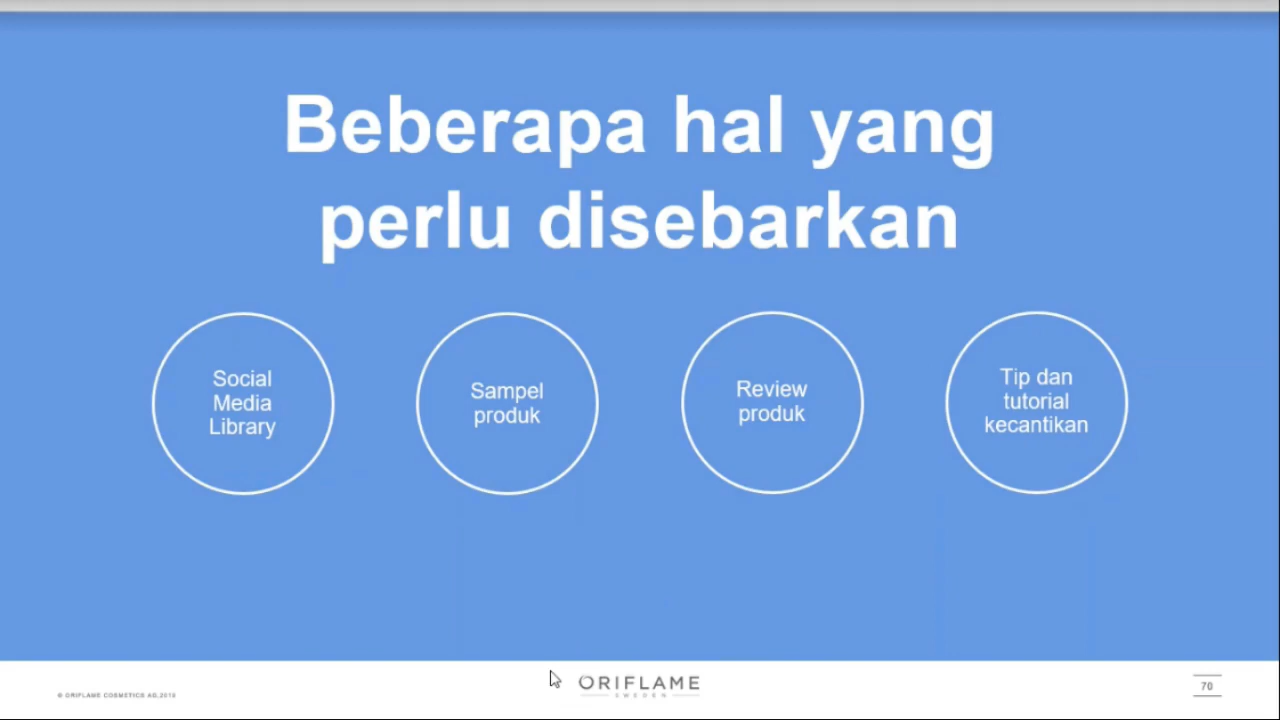 Beberapa hal yang
perlu disebarkan
Social
Media
Library
Sampel
produk
Review
produk
Tip dan
tutorial
kecantikan
© ORIFLAME COSMETICS AG,2019
ORIFLAME
SWEDEN
70